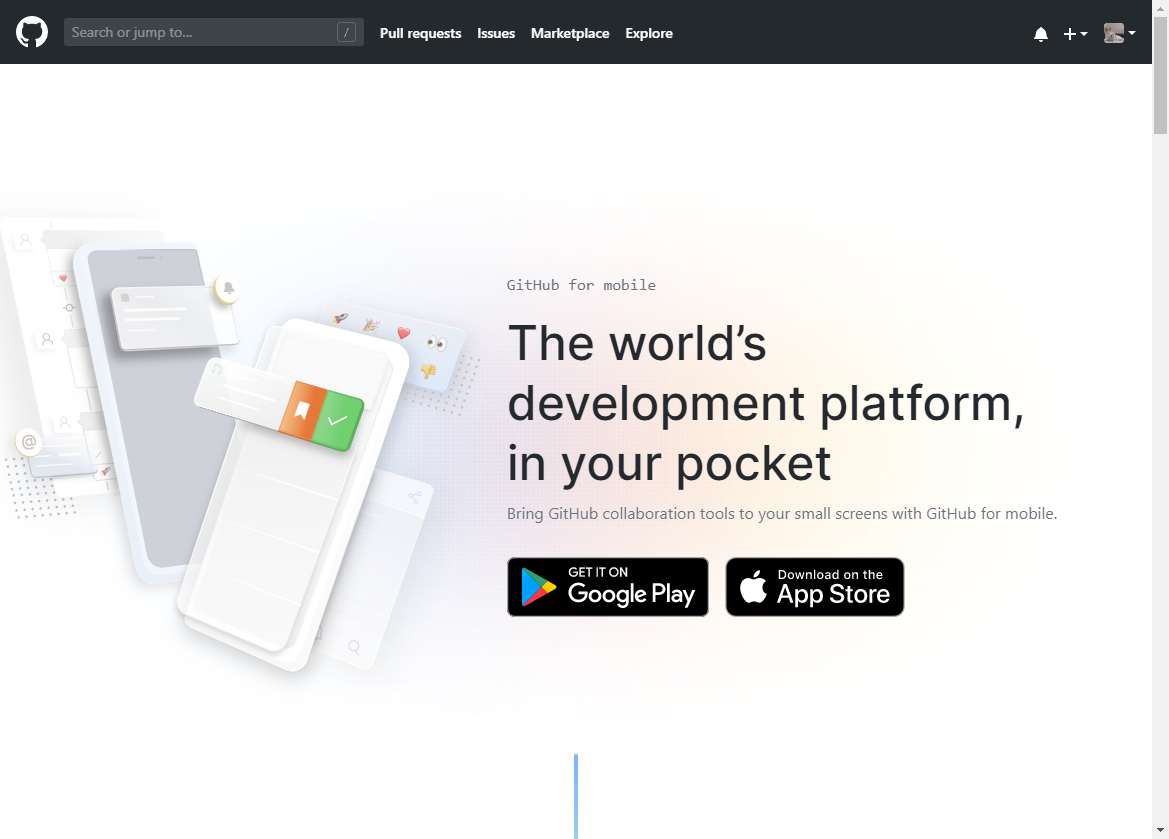 Search or jump to... /
Pull requests Issues Marketplace Explore
GitHub for mobile
The world’s
development platform,
in your pocket
Bring GitHub collaboration tools to your small screens with GitHub for mobile.
GET IT ON
Google Play
Download on the
App Store
@